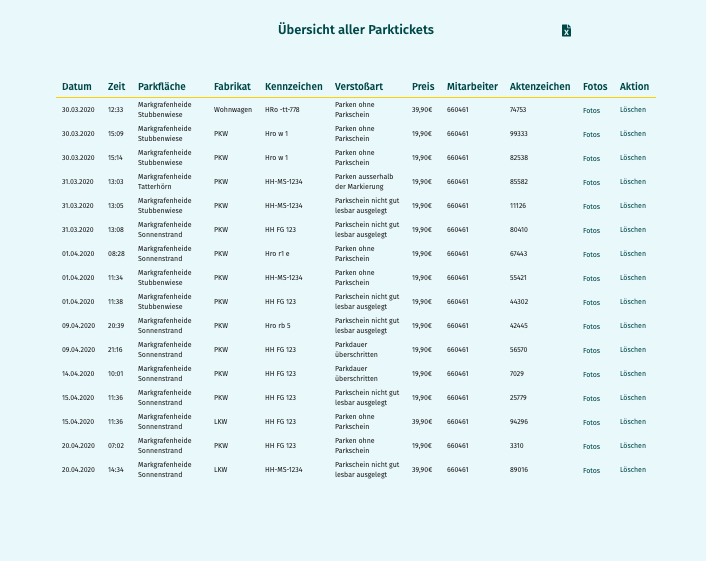 Übersicht aller Parktickets
Datum Zeit Parkfläche Fabrikat Kennzeichen Verstoßart Preis Mitarbeiter Aktenzeichen Fotos Aktion
30.03.2020 12:33 Markgrafenheide Stubbenwiese Wohnwagen HRo -tt-778 Parken ohne Parkschein 39,90€ 660461 74753 Fotos Löschen
30.03.2020 15:09 Markgrafenheide Stubbenwiese PKW Hro w 1 Parken ohne Parkschein 19,90€ 660461 99333 Fotos Löschen
30.03.2020 15:14 Markgrafenheide Stubbenwiese PKW Hro w 1 Parken ohne Parkschein 19,90€ 660461 82538 Fotos Löschen
31.03.2020 13:03 Markgrafenheide Tatterhörn PKW HH-MS-1234 Parken ausserhalb der Markierung 19,90€ 660461 85582 Fotos Löschen
31.03.2020 13:05 Markgrafenheide Stubbenwiese PKW HH-MS-1234 Parkschein nicht gut lesbar ausgelegt 19,90€ 660461 11126 Fotos Löschen
31.03.2020 13:08 Markgrafenheide Sonnenstrand PKW HH FG 123 Parkschein nicht gut lesbar ausgelegt 19,90€ 660461 80410 Fotos Löschen
01.04.2020 08:28 Markgrafenheide Sonnenstrand PKW Hro r1 e Parken ohne Parkschein 19,90€ 660461 67443 Fotos Löschen
01.04.2020 11:34 Markgrafenheide Stubbenwiese PKW HH-MS-1234 Parken ohne Parkschein 19,90€ 660461 55421 Fotos Löschen
01.04.2020 11:38 Markgrafenheide Stubbenwiese PKW HH FG 123 Parkschein nicht gut lesbar ausgelegt 19,90€ 660461 44302 Fotos Löschen
09.04.2020 20:39 Markgrafenheide Sonnenstrand PKW Hro rb 5 Parkschein nicht gut lesbar ausgelegt 19,90€ 660461 42445 Fotos Löschen
09.04.2020 21:16 Markgrafenheide Sonnenstrand PKW HH FG 123 Parkdauer überschritten 19,90€ 660461 56570 Fotos Löschen
14.04.2020 10:01 Markgrafenheide Sonnenstrand PKW HH FG 123 Parkdauer überschritten 19,90€ 660461 7029 Fotos Löschen
15.04.2020 11:36 Markgrafenheide Sonnenstrand PKW HH FG 123 Parkschein nicht gut lesbar ausgelegt 19,90€ 660461 25779 Fotos Löschen
15.04.2020 11:36 Markgrafenheide Sonnenstrand LKW HH FG 123 Parken ohne Parkschein 39,90€ 660461 94296 Fotos Löschen
20.04.2020 07:02 Markgrafenheide Sonnenstrand PKW HH FG 123 Parken ohne Parkschein 19,90€ 660461 3310 Fotos Löschen
20.04.2020 14:34 Markgrafenheide Sonnenstrand LKW HH-MS-1234 Parkschein nicht gut lesbar ausgelegt 39,90€ 660461 89016 Fotos Löschen